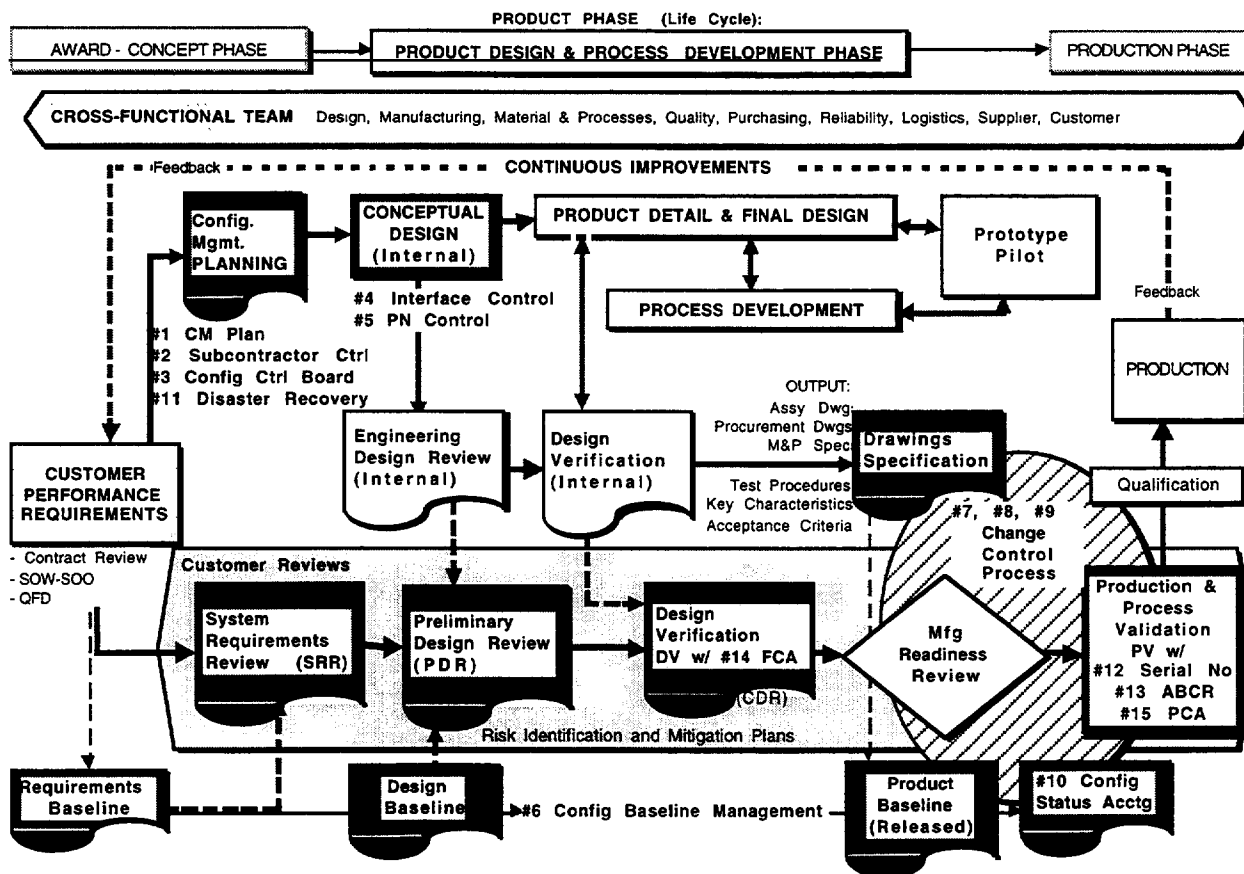 PRODUCT PHASE (Life Cycle):
AWARD - CONCEPT PHASE
PRODUCT DESIGN & PROCESS DEVELOPMENT PHASE
PRODUCTION PHASE
CROSS-FUNCTIONAL TEAM Design, Manufacturing, Material & Processes, Quality, Purchasing, Reliability, Logistics, Supplier, Customer
Feedback
CONTINUOUS IMPROVEMENTS
Config.
Mgmt.
PLANNING
CONCEPTUAL
DESIGN
(Internal)
PRODUCT DETAIL & FINAL DESIGN
Prototype
Pilot
PROCESS DEVELOPMENT
Feedback
#4 Interface Control
#5 PN Control
#1 CM Plan
#2 Subcontractor Ctrl
#3 Config Ctrl Board
#11 Disaster Recovery
PRODUCTION
OUTPUT:
Assy Dwg
Procurement Dwgs
M&P Spec
Test Procedures
Key Characteristics
Acceptance Criteria
Engineering
Design Review
(Internal)
Design
Verification
(Internal)
Drawings
Specification
CUSTOMER
PERFORMANCE
REQUIREMENTS
Qualification
#7, #8, #9
Change
Control
Process
- Contract Review
- SOW-SOO
- QFD
Customer Reviews
System
Requirements
Review (SRR)
Preliminary
Design Review
(PDR)
Design
Verification
DV w/ #14 FCA
(CDR)
Mfg
Readiness
Review
Production &
Process
Validation
PV w/
#12 Serial No
#13 ABCR
#15 PCA
Risk Identification and Mitigation Plans
Requirements
Baseline
Design
Baseline
#6 Config Baseline Management
Product
Baseline
(Released)
#10 Config
Status Acctg